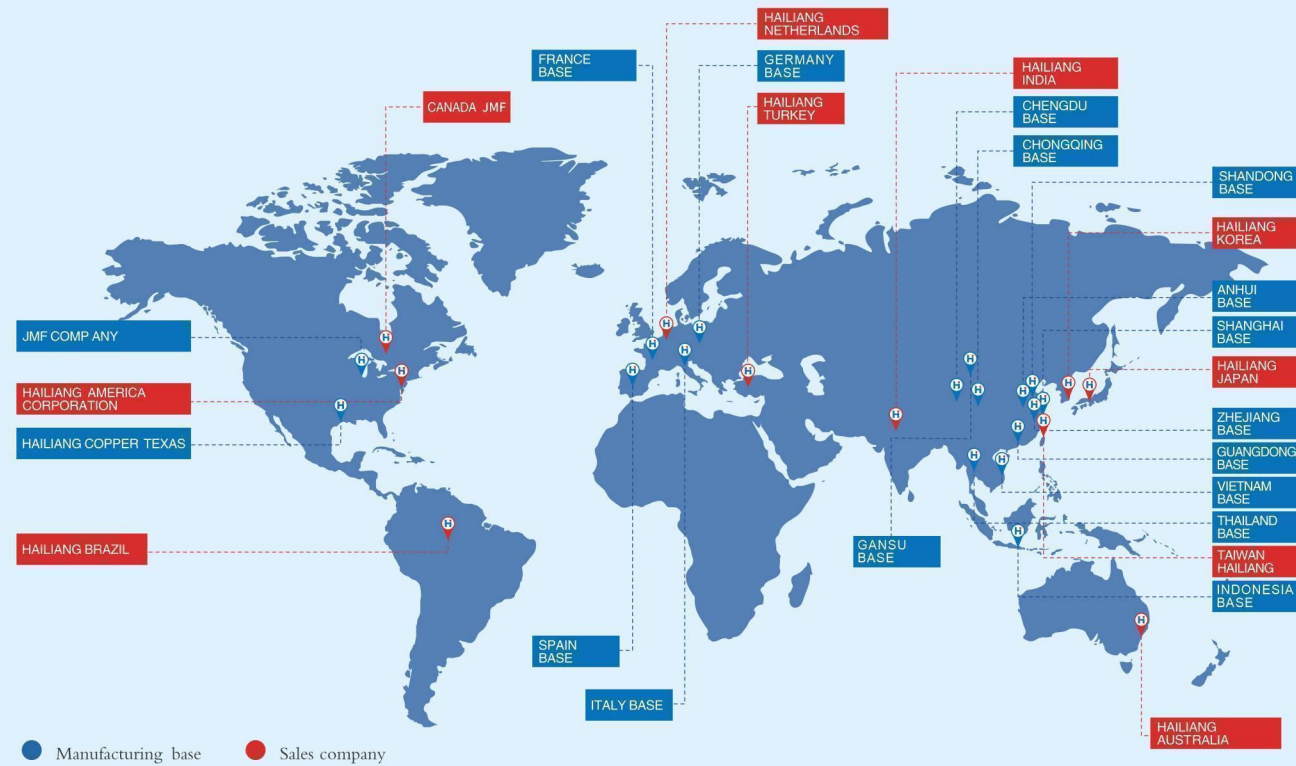 HAILIANG
NETHERLANDS
FRANCE
BASE
GERMANY
BASE
HAILIANG
INDIA
CANADA JMF
HAILIANG
TURKEY
CHENGDU
BASE
CHONGQING
BASE
SHANDONG
BASE
HAILIANG
KOREA
ANHUI
BASE
JMF COMP ANY
SHANGHAI
BASE
HAILIANG
JAPAN
HAILIANG AMERICA
CORPORATION
ZHEJIANG
BASE
HAILIANG COPPER TEXAS
GUANGDONG
BASE
VIETNAM
BASE
THAILAND
BASE
HAILIANG BRAZIL
GANSU
BASE
TAIWAN
HAILIANG
INDONESIA
BASE
SPAIN
BASE
ITALY BASE
HAILIANG
AUSTRALIA
Manufacturing base
Sales company